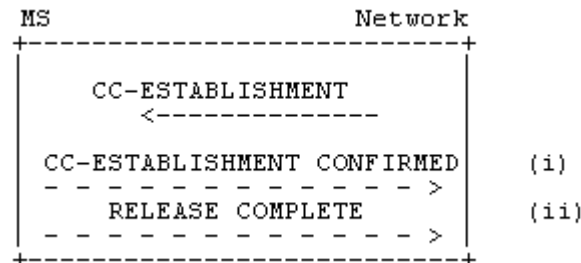 MS Network
CC-ESTABLISHMENT
CC-ESTABLISHMENT CONFIRMED (i)
RELEASE COMPLETE (ii)